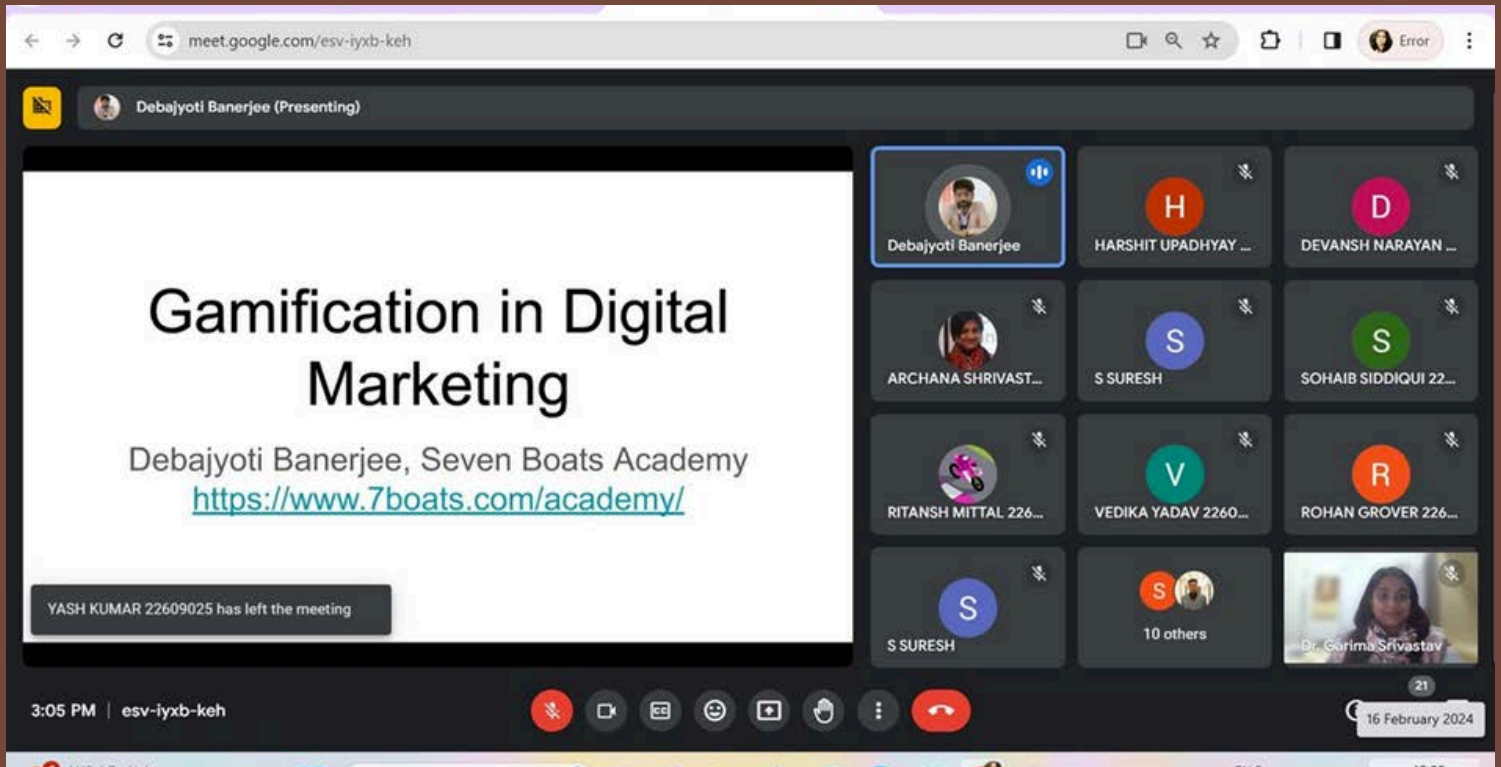 meet.google.com/esv-iyxb-keh
Error
Debajyoti Banerjee (Presenting)
Gamification in Digital
Marketing
Debajyoti Banerjee, Seven Boats Academy
https://www.7boats.com/academy/
YASH KUMAR 22609025 has left the meeting
Debajyoti Banerjee
H
HARSHIT UPADHYAY ...
D
DEVANSH NARAYAN ...
ARCHANA SHRIVAST...
S
S SURESH
S
SOHAIB SIDDIQUI 22...
RITANSH MITTAL 226...
V
VEDIKA YADAV 2260...
R
ROHAN GROVER 226...
S
S SURESH
S
10 others
Dr. Garima Srivastav
3:05 PM | esv-iyxb-keh
CC
21
16 February 2024